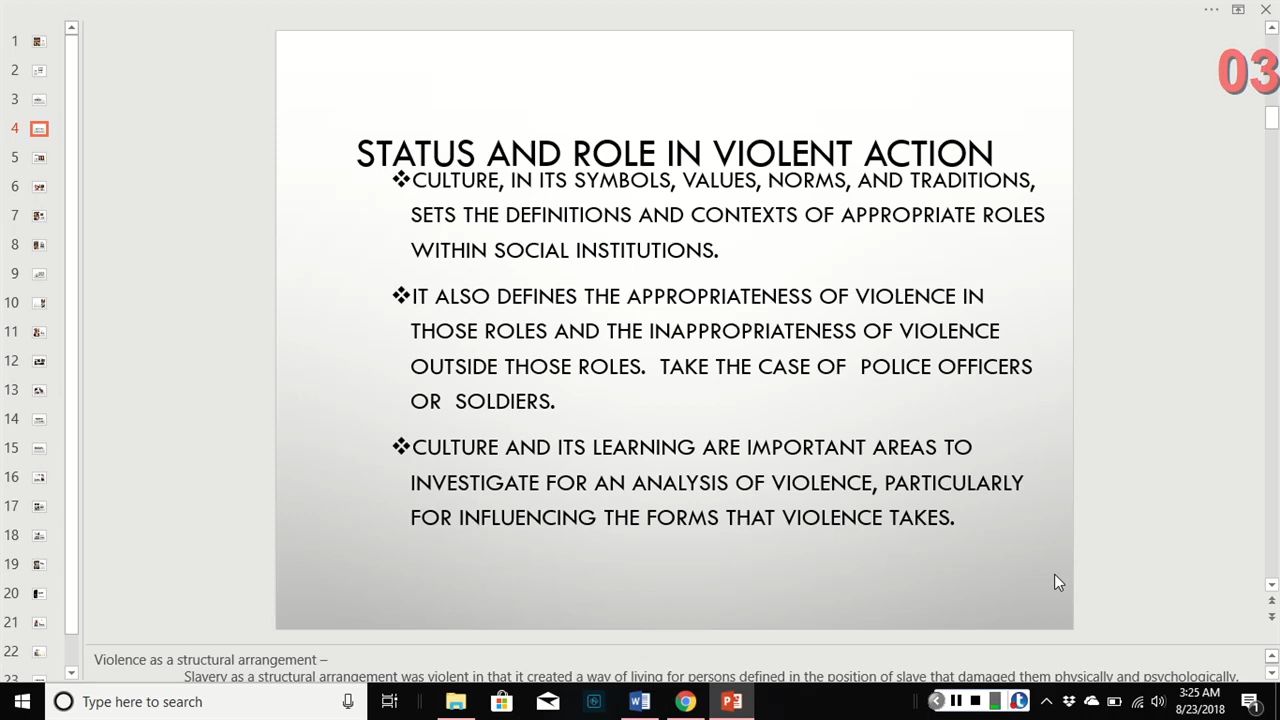 03
1
2
3
4
5
6
7
8
9
10
11
12
13
14
15
16
17
18
19
20
21
22
23
STATUS AND ROLE IN VIOLENT ACTION
❖CULTURE, IN ITS SYMBOLS, VALUES, NORMS, AND TRADITIONS,
SETS THE DEFINITIONS AND CONTEXTS OF APPROPRIATE ROLES
WITHIN SOCIAL INSTITUTIONS.
❖IT ALSO DEFINES THE APPROPRIATENESS OF VIOLENCE IN
THOSE ROLES AND THE INAPPROPRIATENESS OF VIOLENCE
OUTSIDE THOSE ROLES.  TAKE THE CASE OF  POLICE OFFICERS
OR  SOLDIERS.
❖CULTURE AND ITS LEARNING ARE IMPORTANT AREAS TO
INVESTIGATE FOR AN ANALYSIS OF VIOLENCE, PARTICULARLY
FOR INFLUENCING THE FORMS THAT VIOLENCE TAKES.
Violence as a structural arrangement –
Slavery as a structural arrangement was violent in that it created a way of living for persons defined in the position of slave that damaged them physically and psychologically.
Type here to search
3:25 AM
8/23/2018